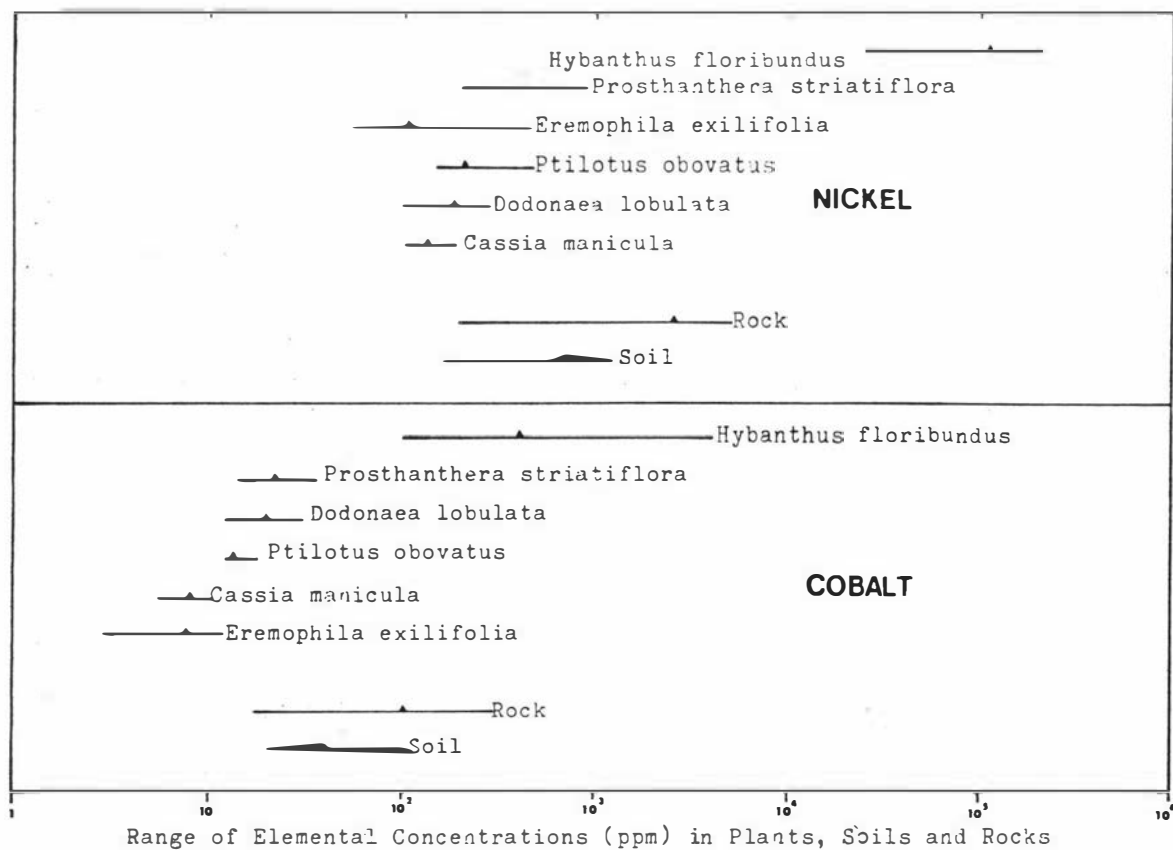 Hybanthus floribundus
Prosthanthera striatiflora
Eremophila exilifolia
Ptilotus obovatus
Dodonaea lobulata
NICKEL
Cassia manicula
Rock
Soil
Hybanthus floribundus
Prosthanthera striatiflora
Dodonaea lobulata
Ptilotus obovatus
COBALT
Cassia manicula
Eremophila exilifolia
Rock
Soil
1 10 10² 10³ 10⁴ 10⁵ 10⁶
Range of Elemental Concentrations (ppm) in Plants, Soils and Rocks